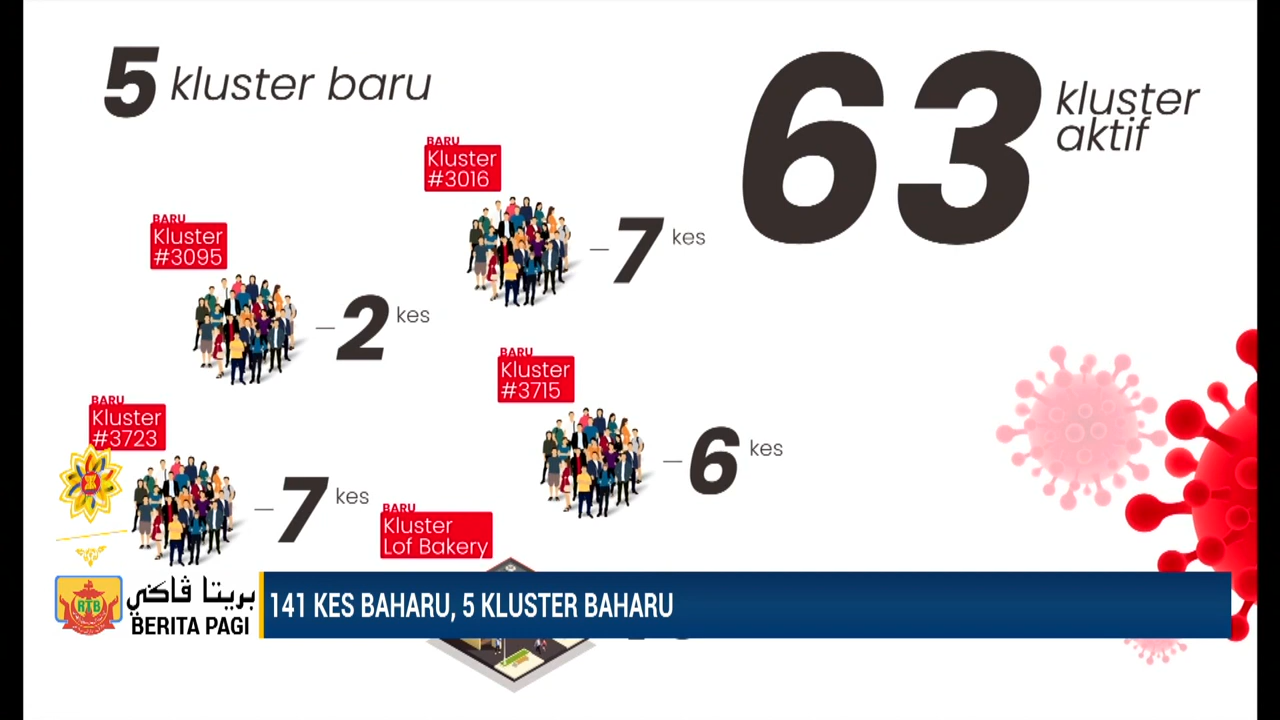 5 kluster baru
63 kluster
aktif
BARU
Kluster
#3016
7 kes
BARU
Kluster
#3095
2 kes
BARU
Kluster
#3715
6 kes
BARU
Kluster
#3723
7 kes
BARU
Kluster
Lof Bakery
RTB
بريتا ڤاڬي
BERITA PAGI
141 KES BAHARU, 5 KLUSTER BAHARU